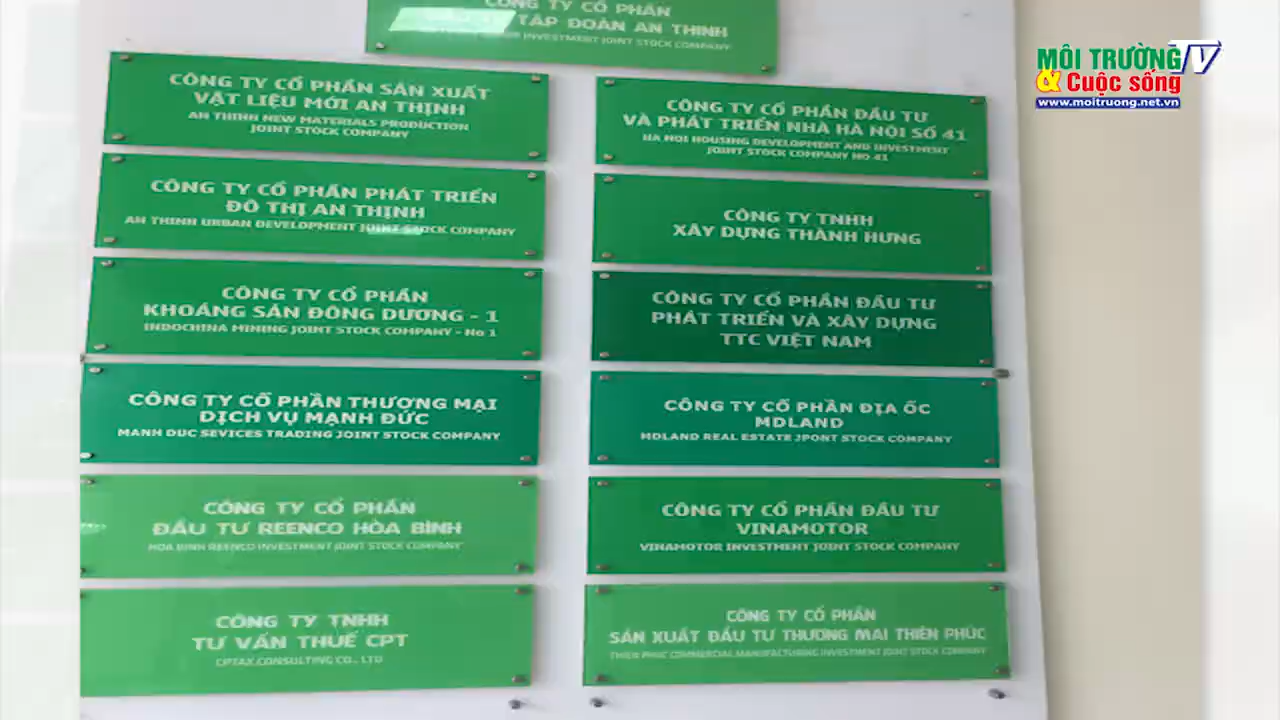 CÔNG TY CỔ PHẦN
TẬP ĐOÀN AN THỊNH
INVESTMENT JOINT STOCK COMPANY
CÔNG TY CỔ PHẦN SẢN XUẤT
VẬT LIỆU MỚI AN THỊNH
AN THINH NEW MATERIALS PRODUCTION
JOINT STOCK COMPANY
CÔNG TY CỔ PHẦN PHÁT TRIỂN
ĐÔ THỊ AN THỊNH
AN THINH URBAN DEVELOPMENT JOINT STOCK COMPANY
CÔNG TY CỔ PHẦN
KHOÁNG SẢN ĐÔNG DƯƠNG - 1
INDOCHINA MINING JOINT STOCK COMPANY - No 1
CÔNG TY CỔ PHẦN THƯƠNG MẠI
DỊCH VỤ MẠNH ĐỨC
MANH DUC SEVICES TRADING JOINT STOCK COMPANY
CÔNG TY CỔ PHẦN
ĐẦU TƯ REENCO HÒA BÌNH
HOA BINH REENCO INVESTMENT JOINT STOCK COMPANY
CÔNG TY TNHH
TƯ VẤN THUẾ CPT
CPTAX CONSULTING CO., LTD
CÔNG TY CỔ PHẦN ĐẦU TƯ
VÀ PHÁT TRIỂN NHÀ HÀ NỘI SỐ 41
HA NOI HOUSING DEVELOPMENT AND INVESTMENT
JOINT STOCK COMPANY NO 41
CÔNG TY TNHH
XÂY DỰNG THÀNH HƯNG
CÔNG TY CỔ PHẦN ĐẦU TƯ
PHÁT TRIỂN VÀ XÂY DỰNG
TTC VIỆT NAM
CÔNG TY CỔ PHẦN ĐỊA ỐC
MDLAND
MDLAND REAL ESTATE JPONT STOCK COMPANY
CÔNG TY CỔ PHẦN ĐẦU TƯ
VINAMOTOR
VINAMOTOR INVESTMENT JOINT STOCK COMPANY
CÔNG TY CỔ PHẦN
SẢN XUẤT ĐẦU TƯ THƯƠNG MẠI THIÊN PHÚC
THIEN PHUC COMMERCIAL MANUFACTURING INVESTMENT JOINT STOCK COMPANY
MÔI TRƯỜNG TV
& Cuộc sống
www.moitruong.net.vn